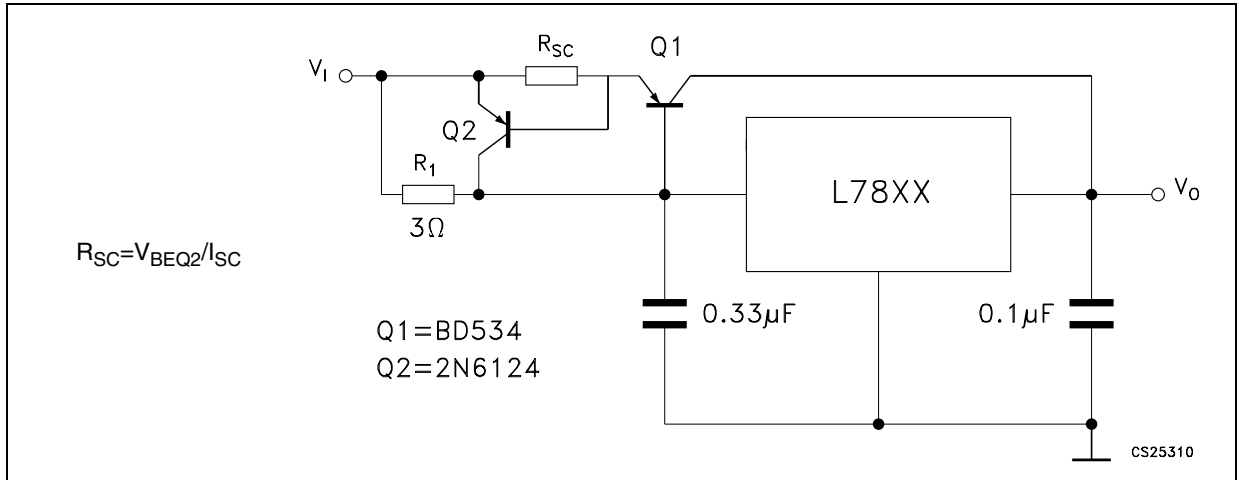 R_SC
Q1
V_I
Q2
R_1
3Ω
L78XX
V_O
R_SC=V_BEQ2/I_SC
0.33μF
0.1μF
Q1=BD534
Q2=2N6124
CS25310